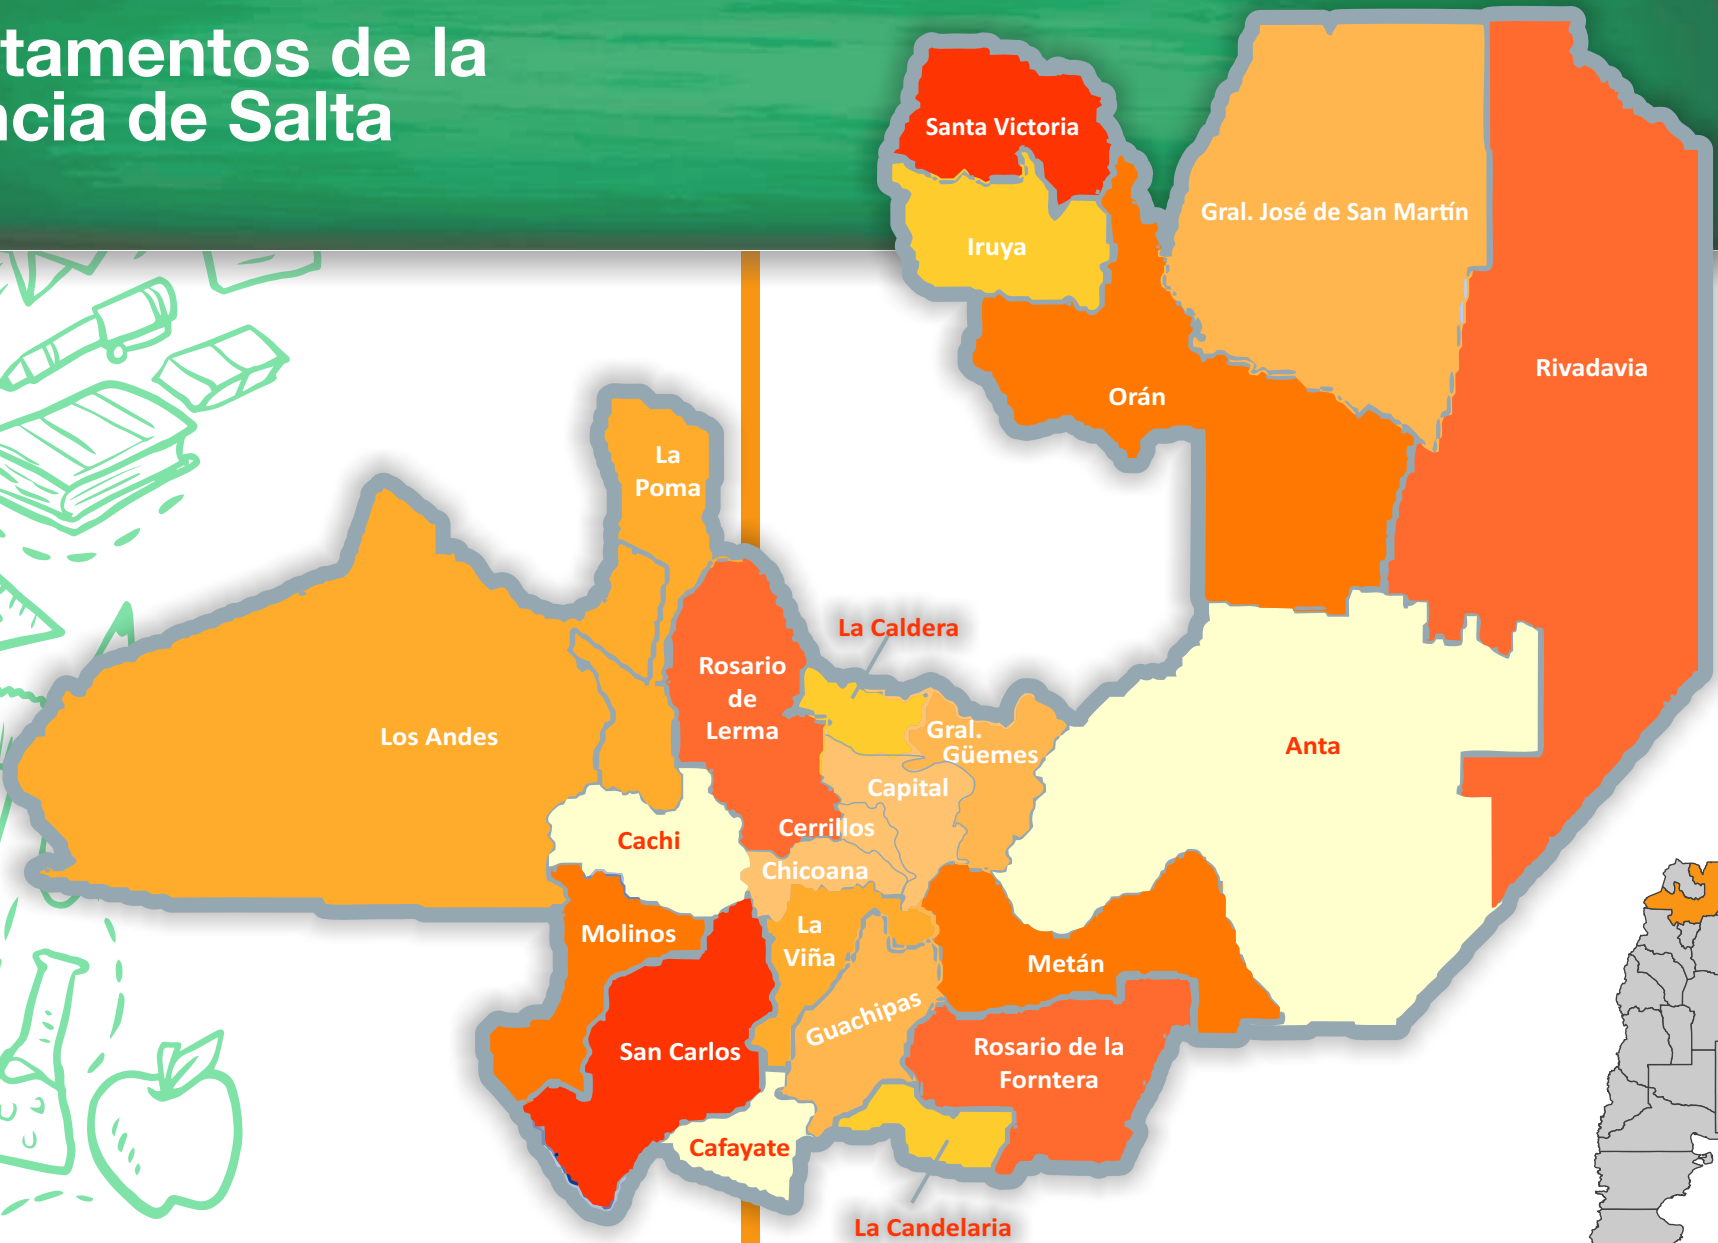 tamentos de la
ncia de Salta
Santa Victoria
Gral. José de San Martín
Iruya
Rivadavia
Orán
La
Poma
La Caldera
Rosario
de
Lerma
Los Andes
Gral.
Güemes
Anta
Capital
Cerrillos
Cachi
Chicoana
La
Viña
Molinos
Metán
Guachipas
San Carlos
Rosario de la
Forntera
Cafayate
La Candelaria